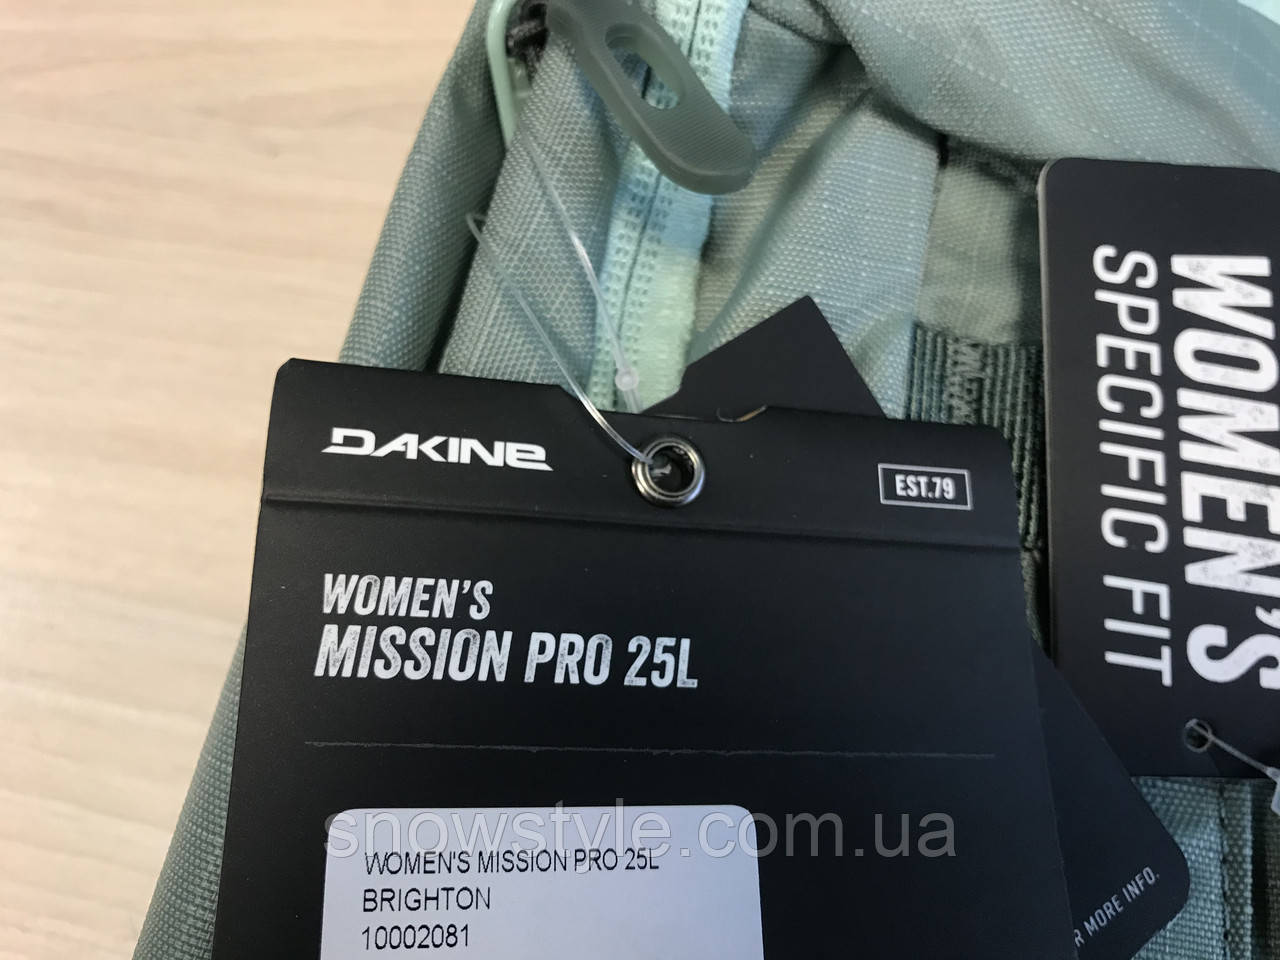 DAKINE
EST.79
WOMEN'S
MISSION PRO 25L
WOMEN'S MISSION PRO 25L
BRIGHTON
10002081
WOMEN'S
SPECIFIC FIT
R MORE INFO.
snowstyle.com.ua